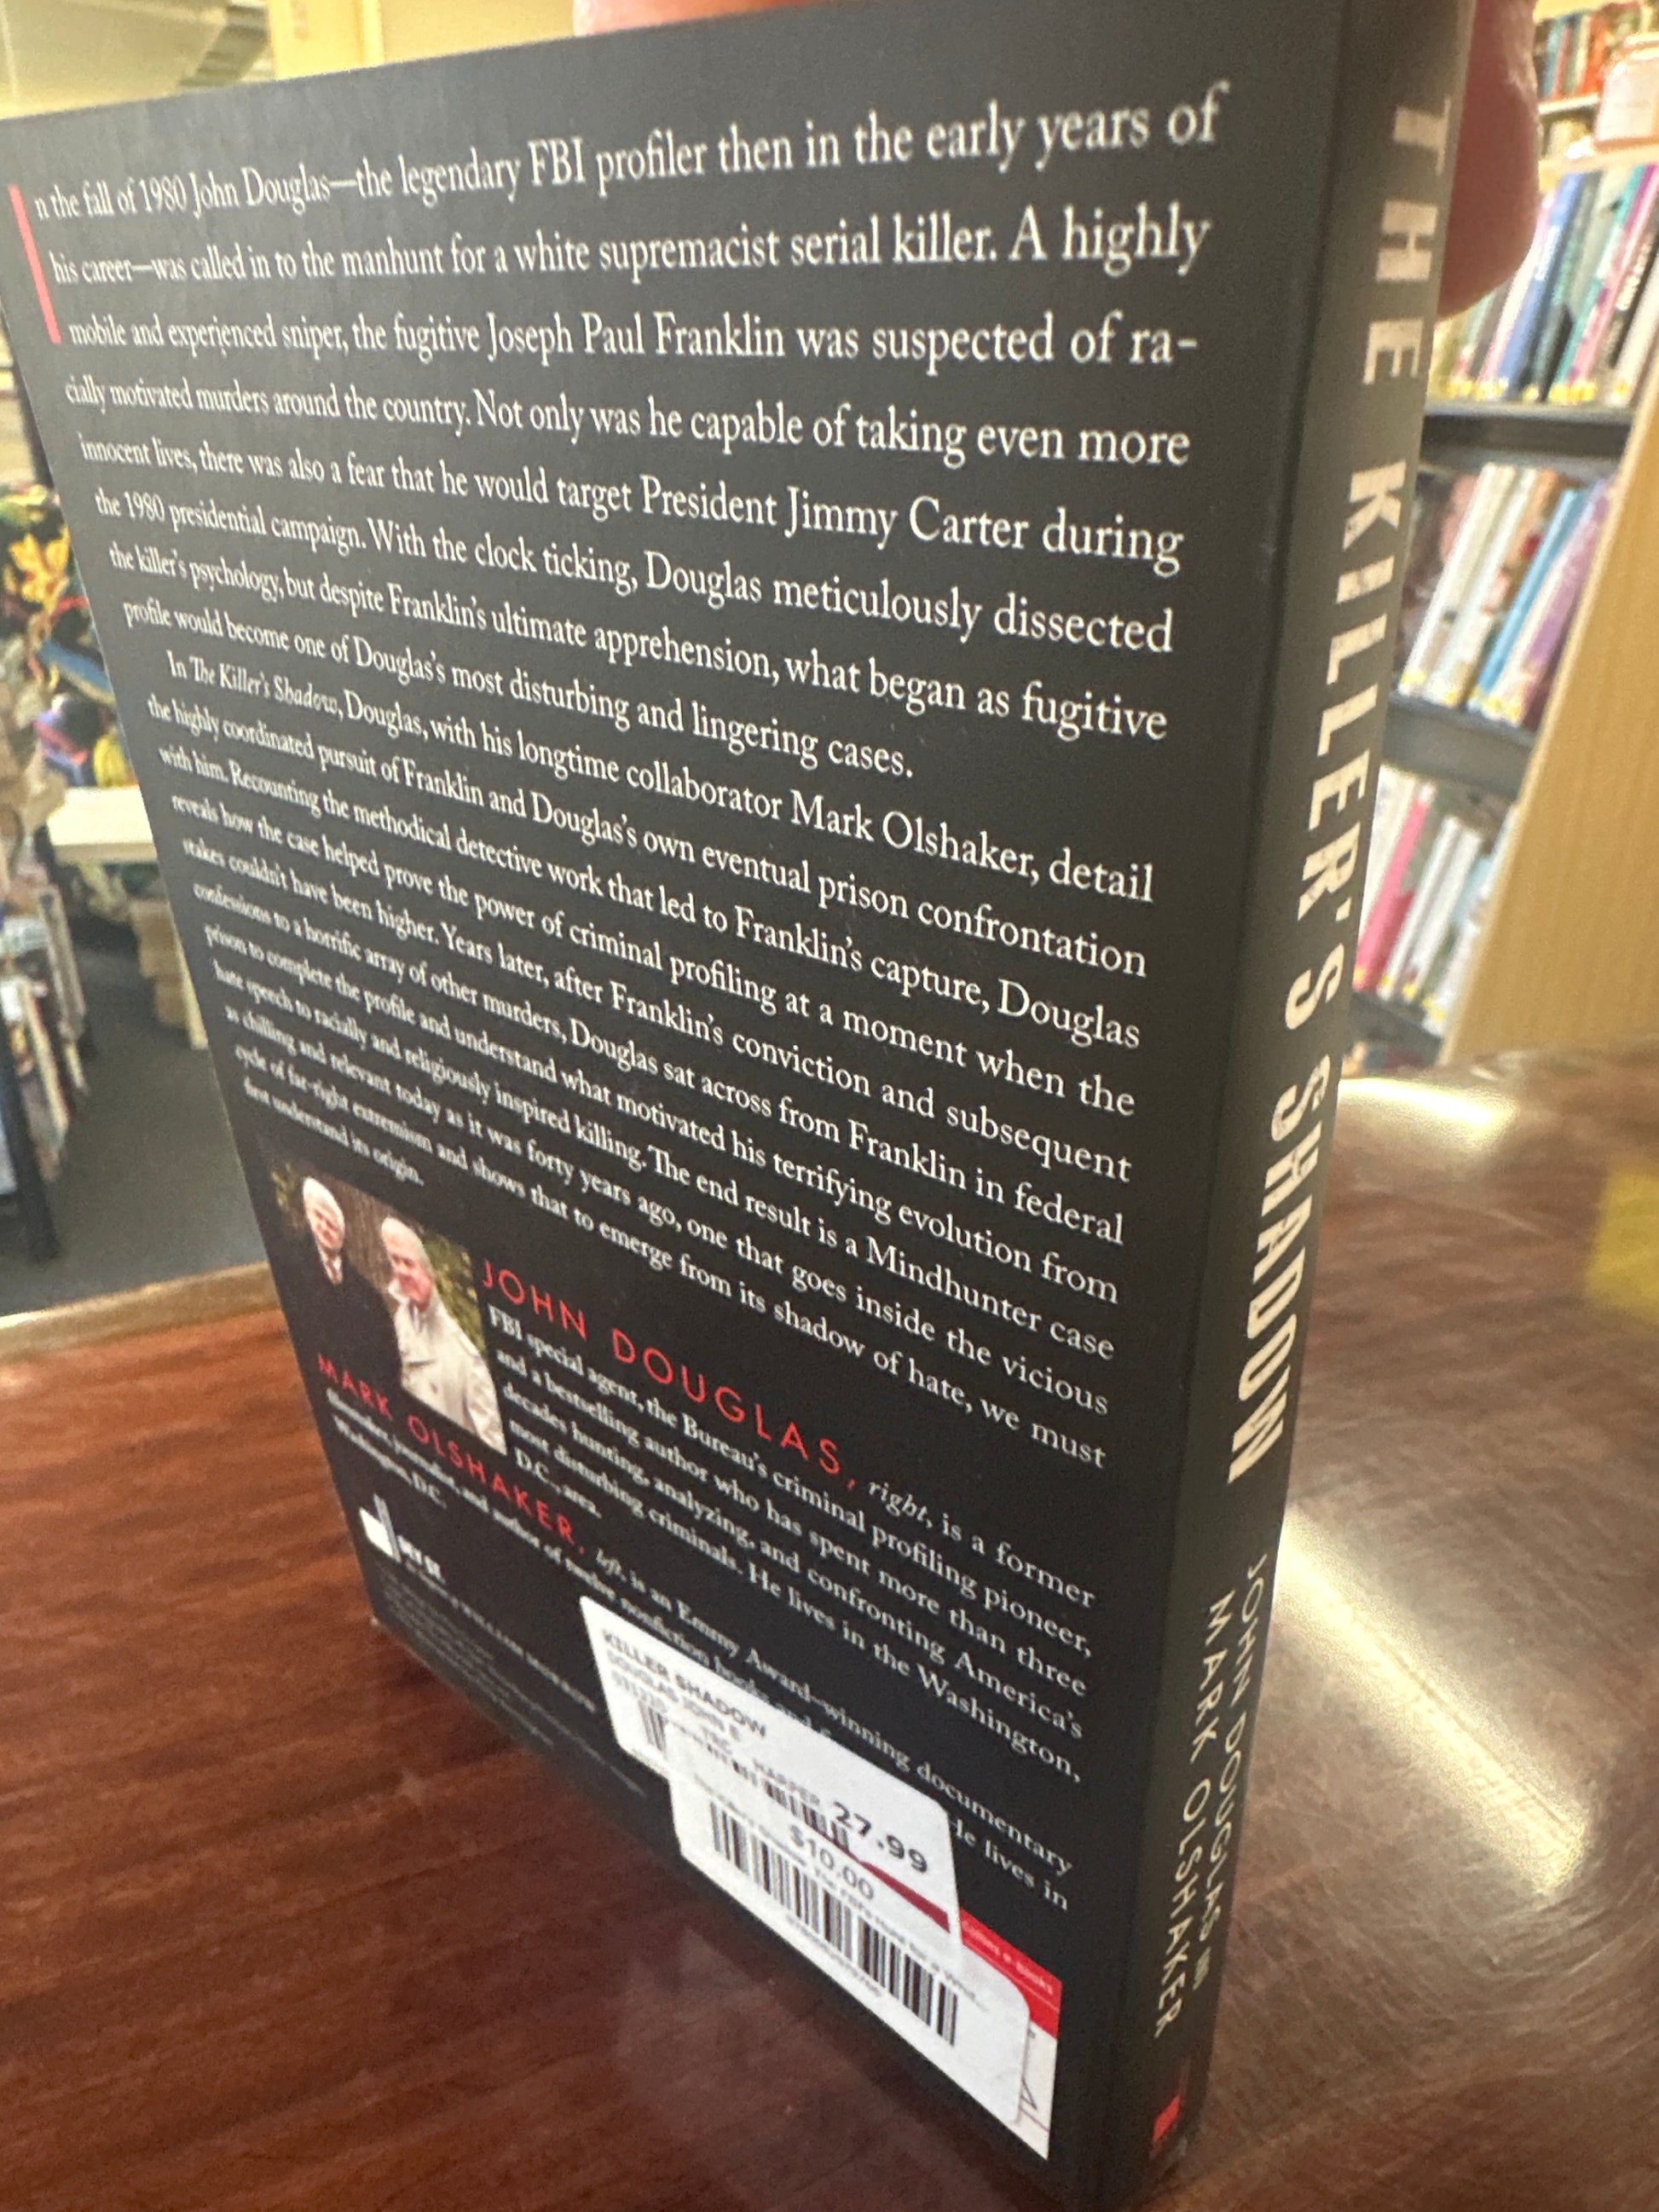 In the fall of 1980 John Douglas—the legendary FBI profiler then in the early years of
his career—was called in to the manhunt for a white supremacist serial killer. A highly
mobile and experienced sniper, the fugitive Joseph Paul Franklin was suspected of ra-
cially motivated murders around the country. Not only was he capable of taking even more
innocent lives, there was also a fear that he would target President Jimmy Carter during
the 1980 presidential campaign. With the clock ticking, Douglas meticulously dissected
the killer's psychology, but despite Franklin's ultimate apprehension, what began as fugitive
profile would become one of Douglas's most disturbing and lingering cases.
In The Killer's Shadow, Douglas, with his longtime collaborator Mark Olshaker, detail
the highly coordinated pursuit of Franklin and Douglas's own eventual prison confrontation
with him. Recounting the methodical detective work that led to Franklin's capture, Douglas
reveals how the case helped prove the power of criminal profiling at a moment when the
stakes couldn't have been higher. Years later, after Franklin's conviction and subsequent
confessions to a horrific array of other murders, Douglas sat across from Franklin in federal
prison to complete the profile and understand what motivated his terrifying evolution from
hate speech to racially and religiously inspired killing. The end result is a Mindhunter case
as chilling and relevant today as it was forty years ago, one that goes inside the vicious
cycle of far-right extremism and shows that to emerge from its shadow of hate, we must
first understand its origin.
JOHN DOUGLAS, right, is a former
FBI special agent, the Bureau's criminal profiling pioneer,
and a bestselling author who has spent more than three
decades hunting, analyzing, and confronting America's
most disturbing criminals. He lives in the Washington,
D.C., area.
MARK OLSHAKER, left, is an Emmy Award–winning documentary
filmmaker, journalist, and author of twelve nonfiction books and He lives in
Washington, D.C.
KILLER SHADOW
DOUGLAS JOHN E
HARPER 27.99
$10.00
THE KILLER'S SHADOW
JOHN DOUGLAS
MARK OLSHAKER